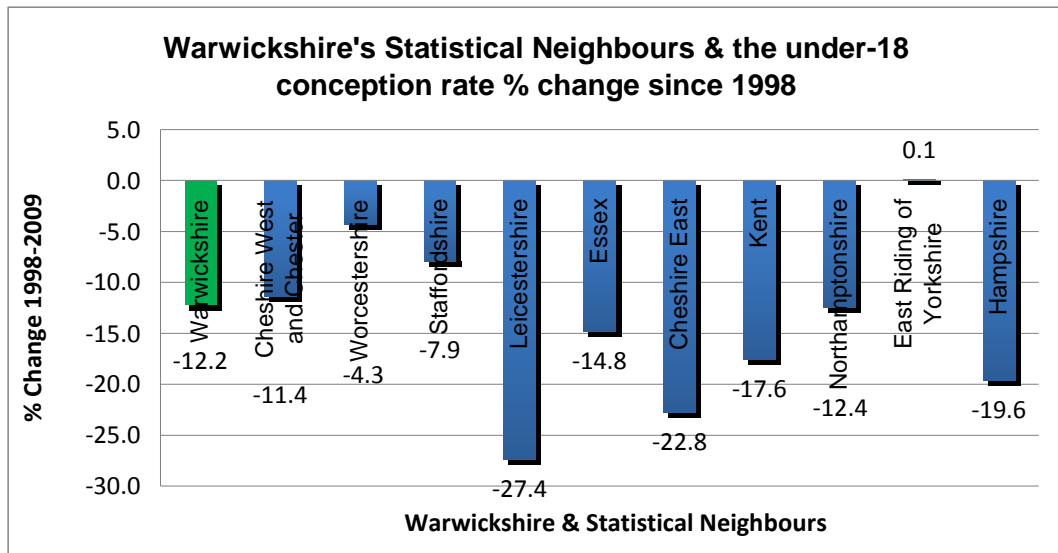 Warwickshire's Statistical Neighbours & the under-18
conception rate % change since 1998
% Change 1998-2009
5.0
0.0
-5.0
-10.0
-15.0
-20.0
-25.0
-30.0
Warwickshire
-12.2
Cheshire West
and Chester
-11.4
Worcestershire
-4.3
Staffordshire
-7.9
Leicestershire
-27.4
Essex
-14.8
Cheshire East
-22.8
Kent
-17.6
Northamptonshire
-12.4
East Riding of
Yorkshire
0.1
Hampshire
-19.6
Warwickshire & Statistical Neighbours